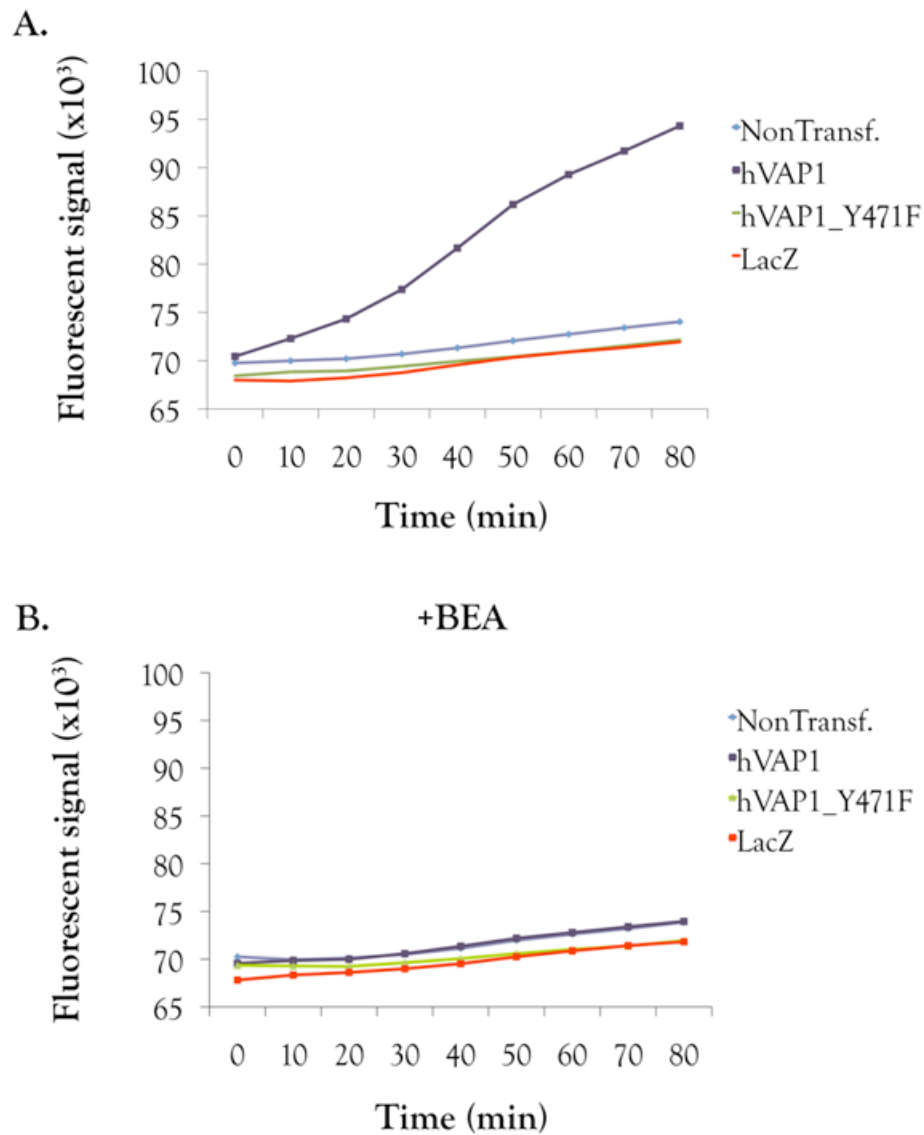 A.
Fluorescent signal (x10³)
100
95
90
85
80
75
70
65
0 10 20 30 40 50 60 70 80
Time (min)
NonTransf.
hVAP1
hVAP1_Y471F
LacZ
B.
+BEA
Fluorescent signal (x10³)
100
95
90
85
80
75
70
65
0 10 20 30 40 50 60 70 80
Time (min)
NonTransf.
hVAP1
hVAP1_Y471F
LacZ